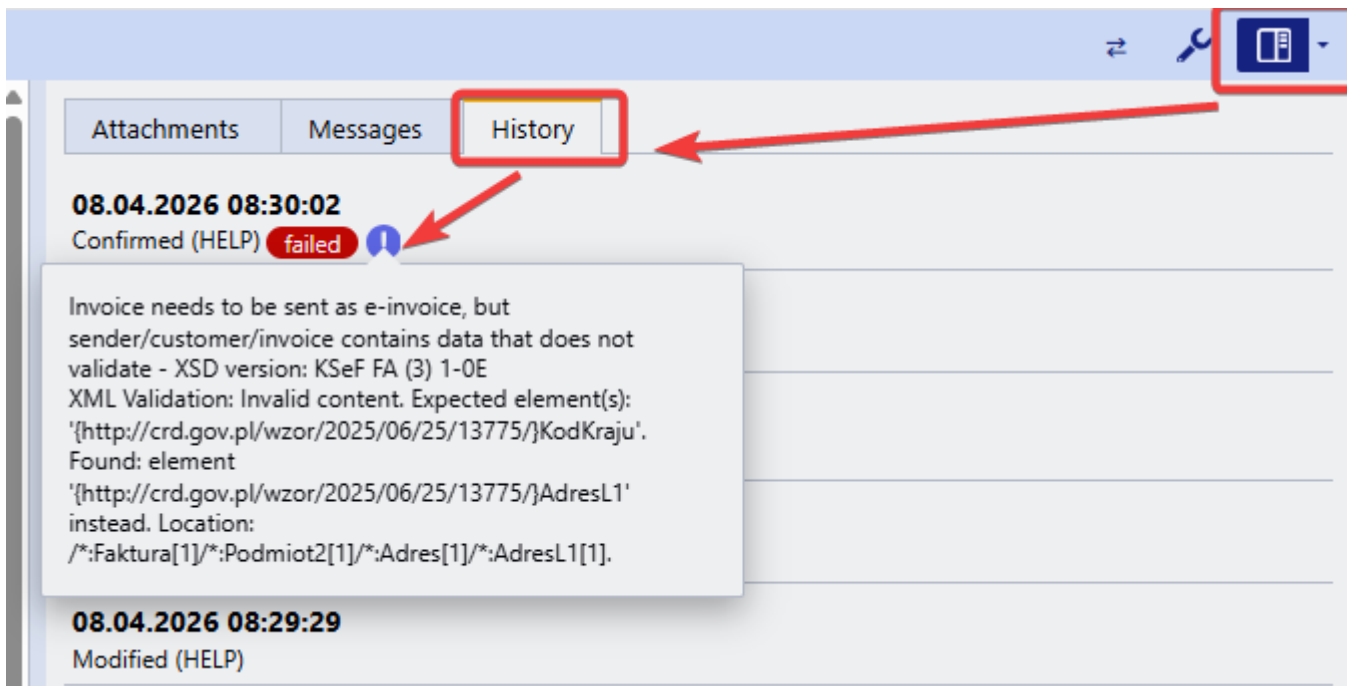 Attachments
Messages
History
08.04.2026 08:30:02
Confirmed (HELP) failed !
Invoice needs to be sent as e-invoice, but
sender/customer/invoice contains data that does not
validate - XSD version: KSeF FA (3) 1-0E
XML Validation: Invalid content. Expected element(s):
'{http://crd.gov.pl/wzor/2025/06/25/13775/}KodKraju'.
Found: element
'{http://crd.gov.pl/wzor/2025/06/25/13775/}AdresL1'
instead. Location:
/*:Faktura[1]/*:Podmiot2[1]/*:Adres[1]/*:AdresL1[1].
08.04.2026 08:29:29
Modified (HELP)